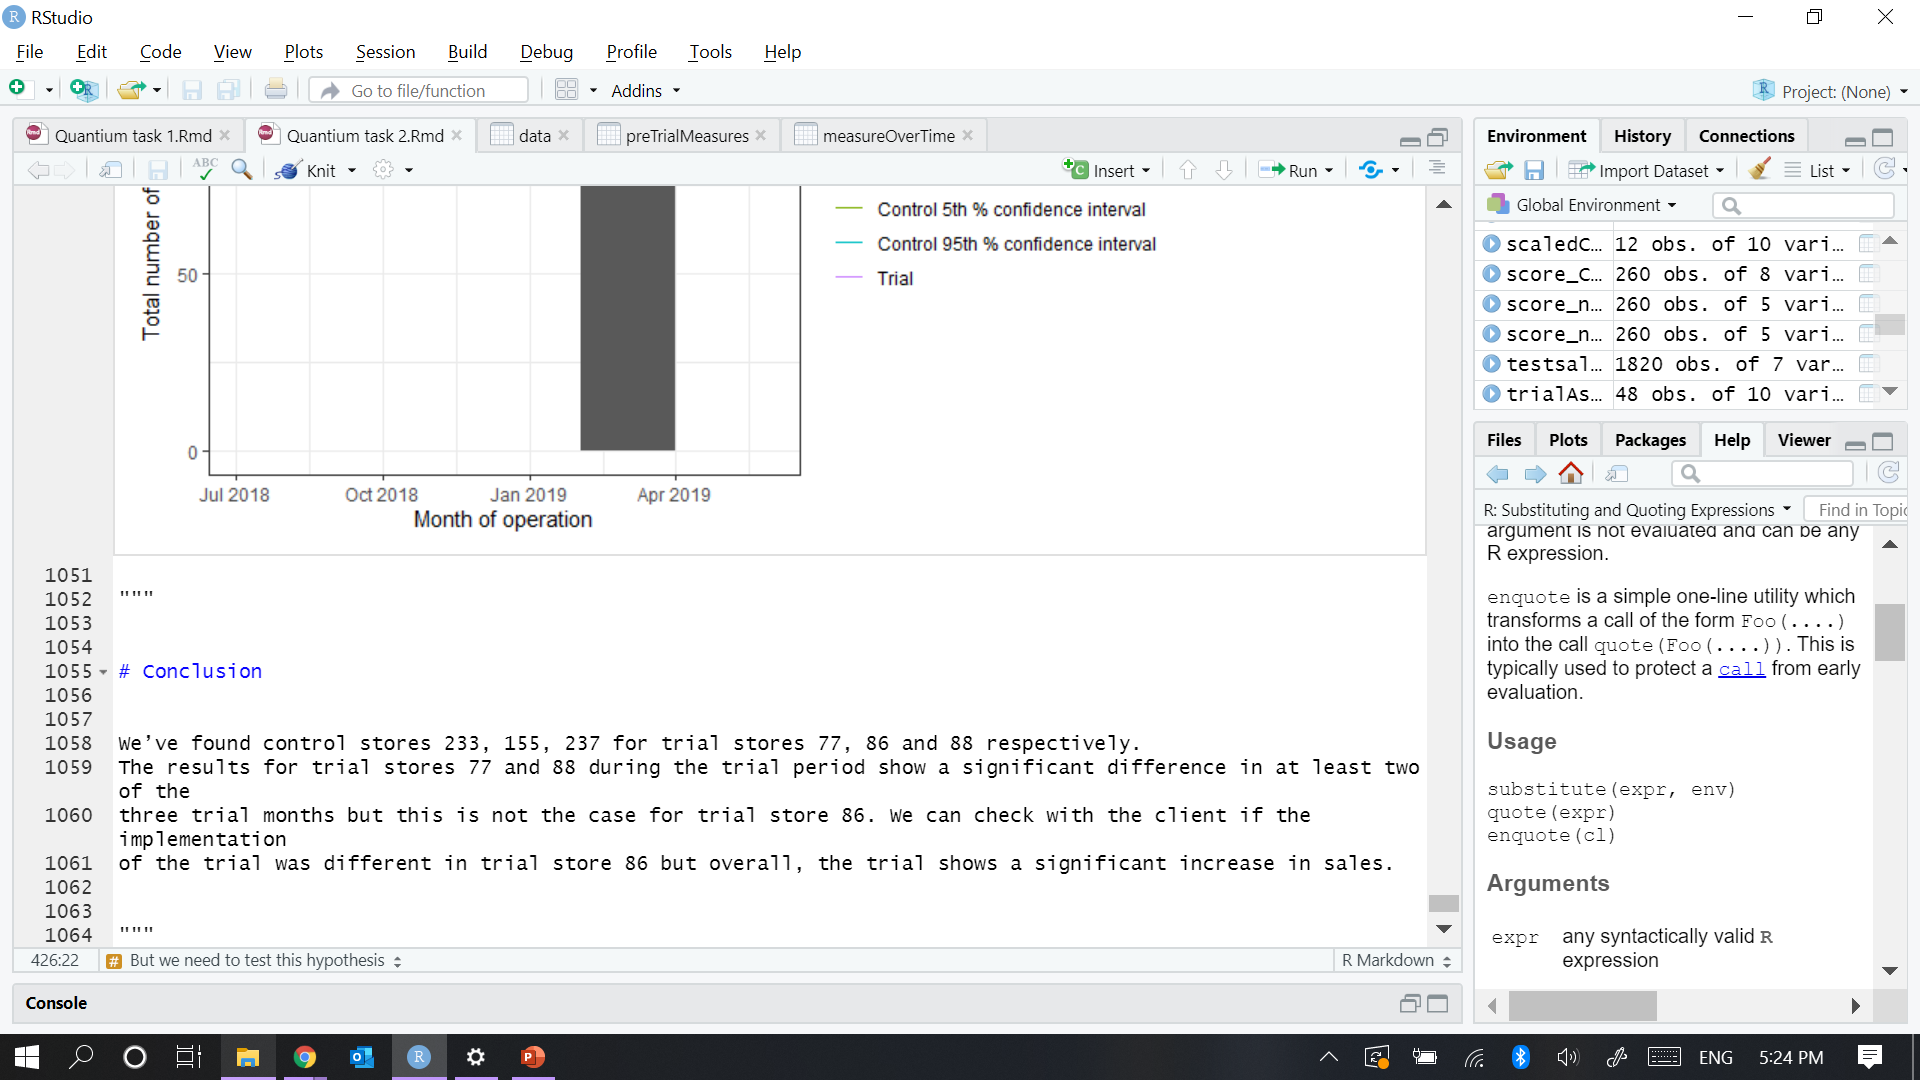 RStudio
File Edit Code View Plots Session Build Debug Profile Tools Help
Go to file/function Addins Project: (None)
Quantium task 1.Rmd Quantium task 2.Rmd data preTrialMeasures measureOverTime
ABC Knit Insert Run
Total number of
50
0
Jul 2018 Oct 2018 Jan 2019 Apr 2019
Month of operation
Control 5th % confidence interval
Control 95th % confidence interval
Trial
1051
1052 """
1053
1054
1055 # Conclusion
1056
1057
1058 We’ve found control stores 233, 155, 237 for trial stores 77, 86 and 88 respectively.
1059 The results for trial stores 77 and 88 during the trial period show a significant difference in at least two
of the
1060 three trial months but this is not the case for trial store 86. We can check with the client if the
implementation
1061 of the trial was different in trial store 86 but overall, the trial shows a significant increase in sales.
1062
1063
1064 """
426:22 # But we need to test this hypothesis R Markdown
Console
Environment History Connections
Import Dataset List
Global Environment
scaledC... 12 obs. of 10 vari...
score_C... 260 obs. of 8 vari...
score_n... 260 obs. of 5 vari...
score_n... 260 obs. of 5 vari...
testsal... 1820 obs. of 7 var...
trialAs... 48 obs. of 10 vari...
Files Plots Packages Help Viewer
R: Substituting and Quoting Expressions Find in Topic
argument is not evaluated and can be any
R expression.
enquote is a simple one-line utility which
transforms a call of the form Foo(....)
into the call quote(Foo(....)). This is
typically used to protect a call from early
evaluation.
Usage
substitute(expr, env)
quote(expr)
enquote(cl)
Arguments
expr any syntactically valid R
expression
ENG 5:24 PM